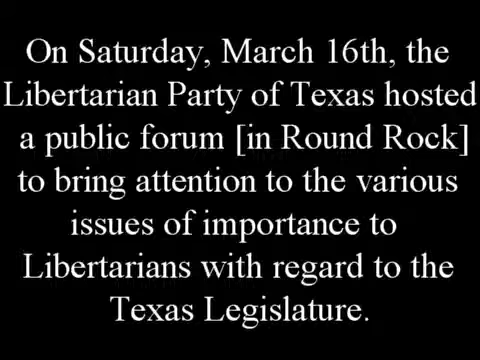 On Saturday, March 16th, the
Libertarian Party of Texas hosted
a public forum [in Round Rock]
to bring attention to the various
issues of importance to
Libertarians with regard to the
Texas Legislature.